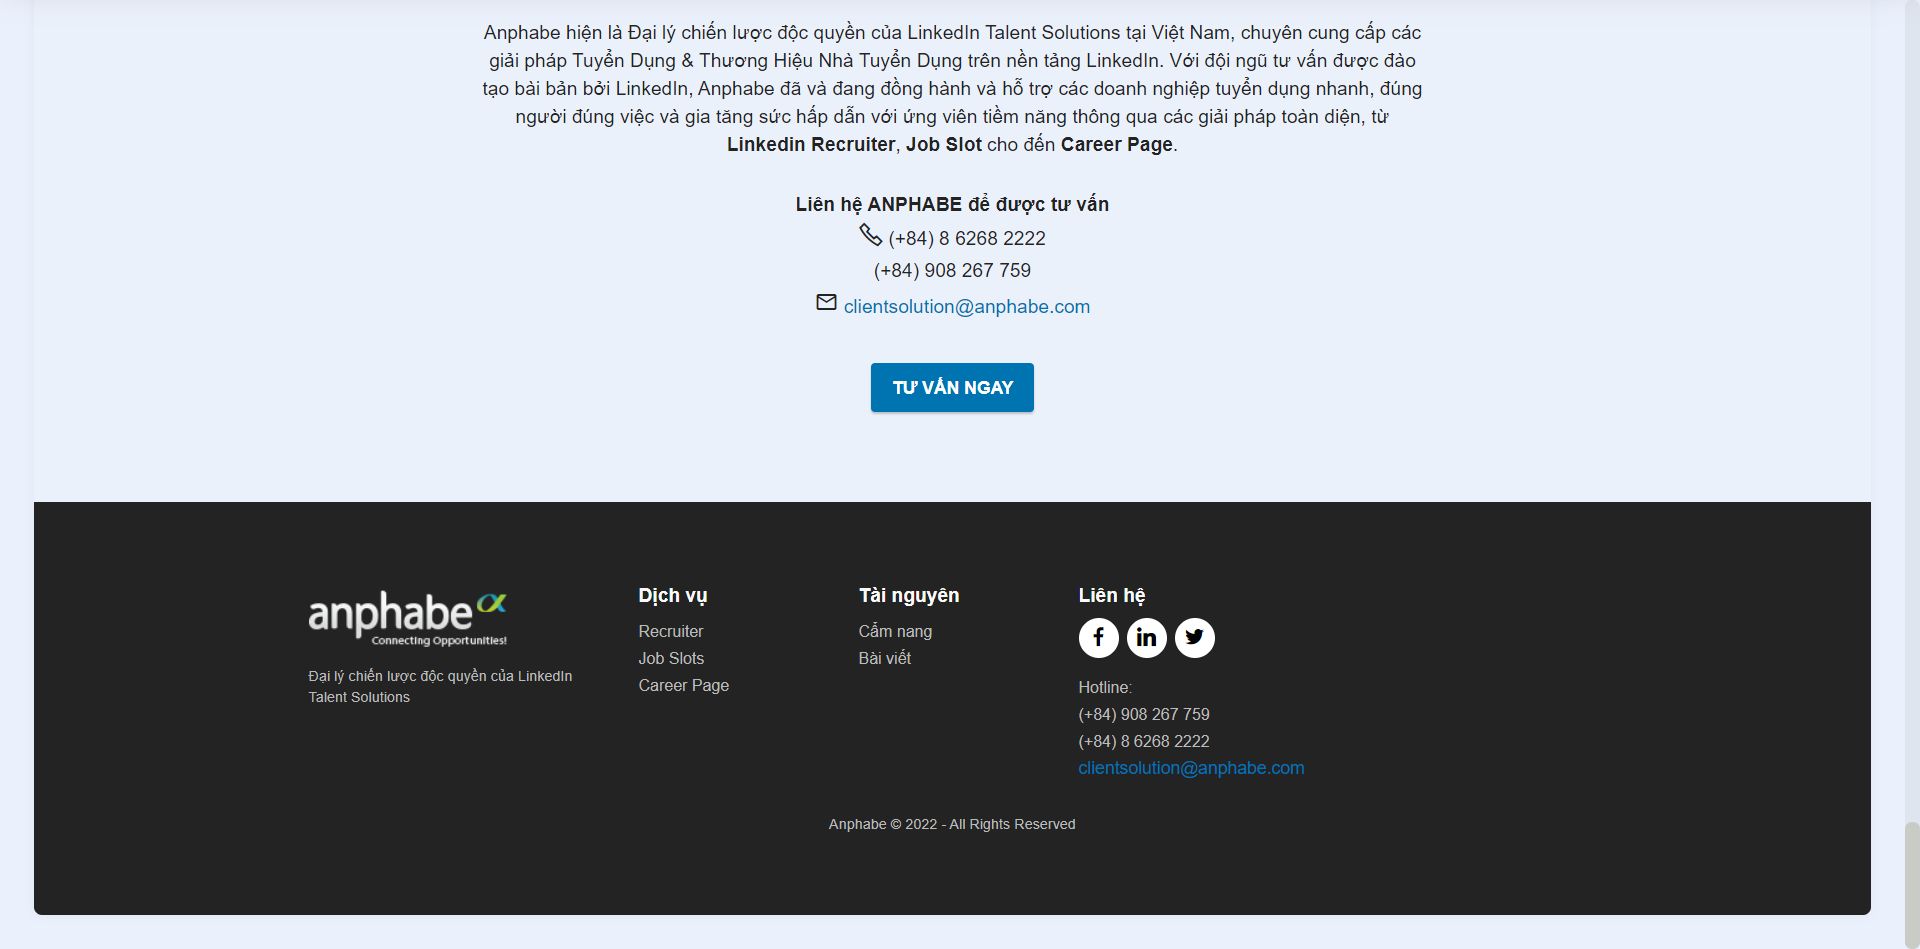 Anphabe hiện là Đại lý chiến lược độc quyền của LinkedIn Talent Solutions tại Việt Nam, chuyên cung cấp các
giải pháp Tuyển Dụng & Thương Hiệu Nhà Tuyển Dụng trên nền tảng LinkedIn. Với đội ngũ tư vấn được đào
tạo bài bản bởi LinkedIn, Anphabe đã và đang đồng hành và hỗ trợ các doanh nghiệp tuyển dụng nhanh, đúng
người đúng việc và gia tăng sức hấp dẫn với ứng viên tiềm năng thông qua các giải pháp toàn diện, từ
Linkedin Recruiter, Job Slot cho đến Career Page.
Liên hệ ANPHABE để được tư vấn
(+84) 8 6268 2222
(+84) 908 267 759
clientsolution@anphabe.com
TƯ VẤN NGAY
anphabe
Connecting Opportunities!
Đại lý chiến lược độc quyền của LinkedIn
Talent Solutions
Dịch vụ
Recruiter
Job Slots
Career Page
Tài nguyên
Cẩm nang
Bài viết
Liên hệ
Hotline:
(+84) 908 267 759
(+84) 8 6268 2222
clientsolution@anphabe.com
Anphabe © 2022 - All Rights Reserved